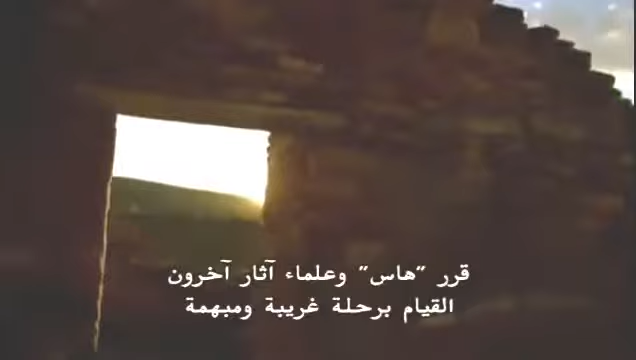 قرر "هاس" وعلماء آثار آخرون
القيام برحلة غريبة ومبهمة